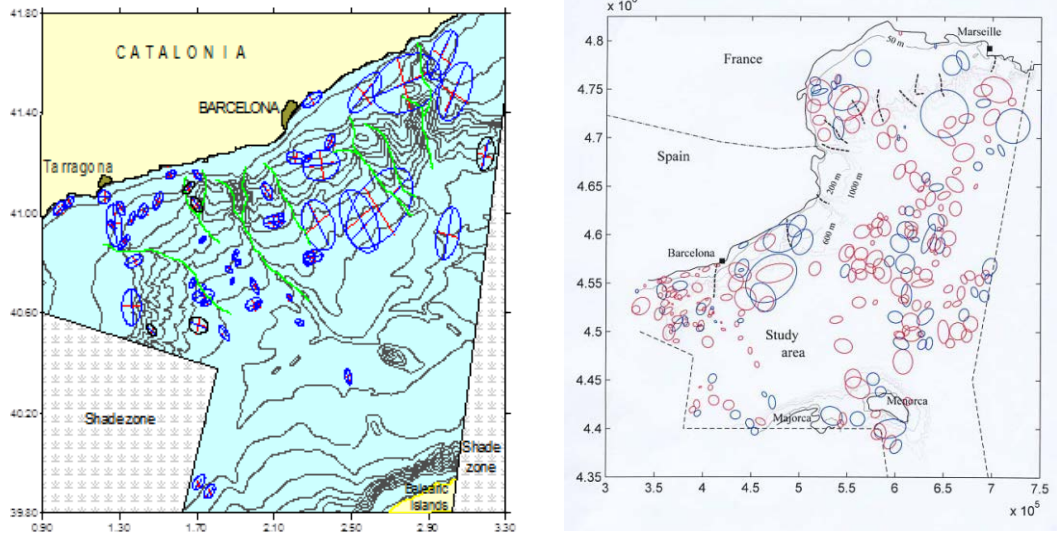 41.80
41.40
41.00
40.60
40.20
39.80
0.90
1.30
1.70
2.10
2.50
2.90
3.30
CATALONIA
BARCELONA
Tarragona
Shade zone
Shade
zone
Balearic
Islands
x 10⁶
4.8
4.75
4.7
4.65
4.6
4.55
4.5
4.45
4.4
4.35
3
3.5
4
4.5
5
5.5
6
6.5
7
7.5
x 10⁵
Marseille
50 m
France
Spain
200 m
1000 m
600 m
Barcelona
Study
area
Menorca
Majorca